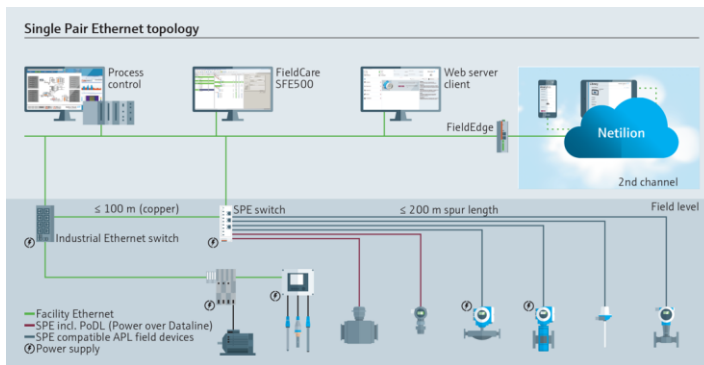 Single Pair Ethernet topology
Process
control
FieldCare
SFE500
Web server
client
FieldEdge
Netilion
2nd channel
≤ 100 m (copper)
SPE switch
≤ 200 m spur length
Field level
Industrial Ethernet switch
Facility Ethernet
SPE incl. PoDL (Power over Dataline)
SPE compatible APL field devices
Power supply